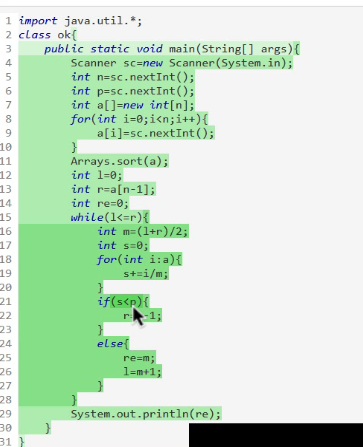 1 import java.util.*;
2 class ok{
3 public static void main(String[] args){
4 Scanner sc=new Scanner(System.in);
5 int n=sc.nextInt();
6 int p=sc.nextInt();
7 int a[]=new int[n];
8 for(int i=0;i<n;i++){
9 a[i]=sc.nextInt();
10 }
11 Arrays.sort(a);
12 int l=0;
13 int r=a[n-1];
14 int re=0;
15 while(l<=r){
16 int m=(l+r)/2;
17 int s=0;
18 for(int i:a){
19 s+=i/m;
20 }
21 if(s<p){
22 r -1;
23 }
24 else{
25 re=m;
26 l=m+1;
27 }
28 }
29 System.out.println(re);
30 }
31 }